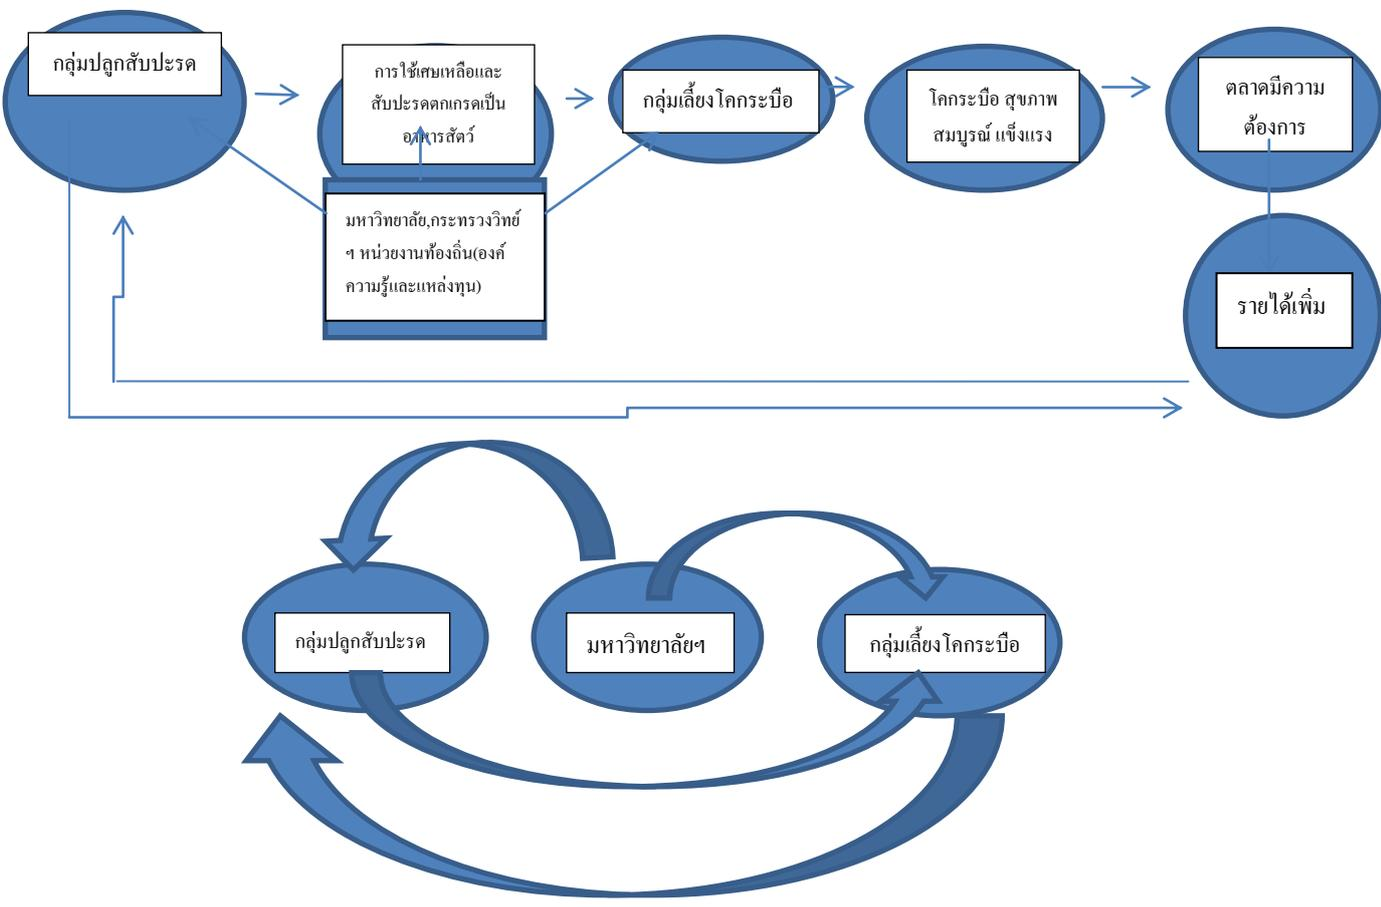 กลุ่มปลูกสับปะรด
การใช้เศษเหลือและ
สับปะรดตกเกรดเป็น
อาหารสัตว์
กลุ่มเลี้ยงโคกระบือ
โคกระบือ สุขภาพ
สมบูรณ์ แข็งแรง
ตลาดมีความ
ต้องการ
มหาวิทยาลัย,กระทรวงวิทย์
ฯ หน่วยงานท้องถิ่น(องค์
ความรู้และแหล่งทุน)
รายได้เพิ่ม
กลุ่มปลูกสับปะรด
มหาวิทยาลัยฯ
กลุ่มเลี้ยงโคกระบือ